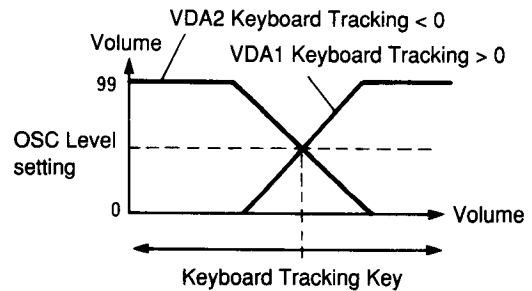 VDA2 Keyboard Tracking < 0
Volume
VDA1 Keyboard Tracking > 0
99
OSC Level
setting
0
Volume
Keyboard Tracking Key